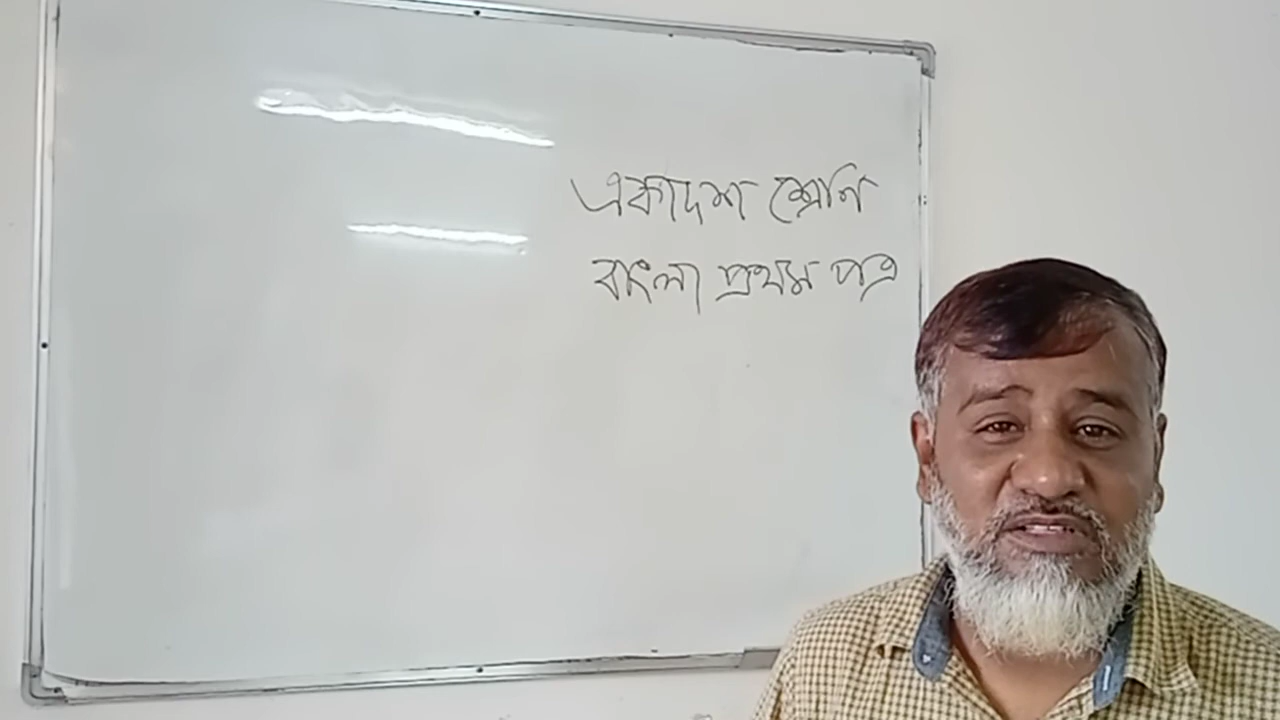 একাদশ শ্রেনি
বাংলা প্রথম পত্র